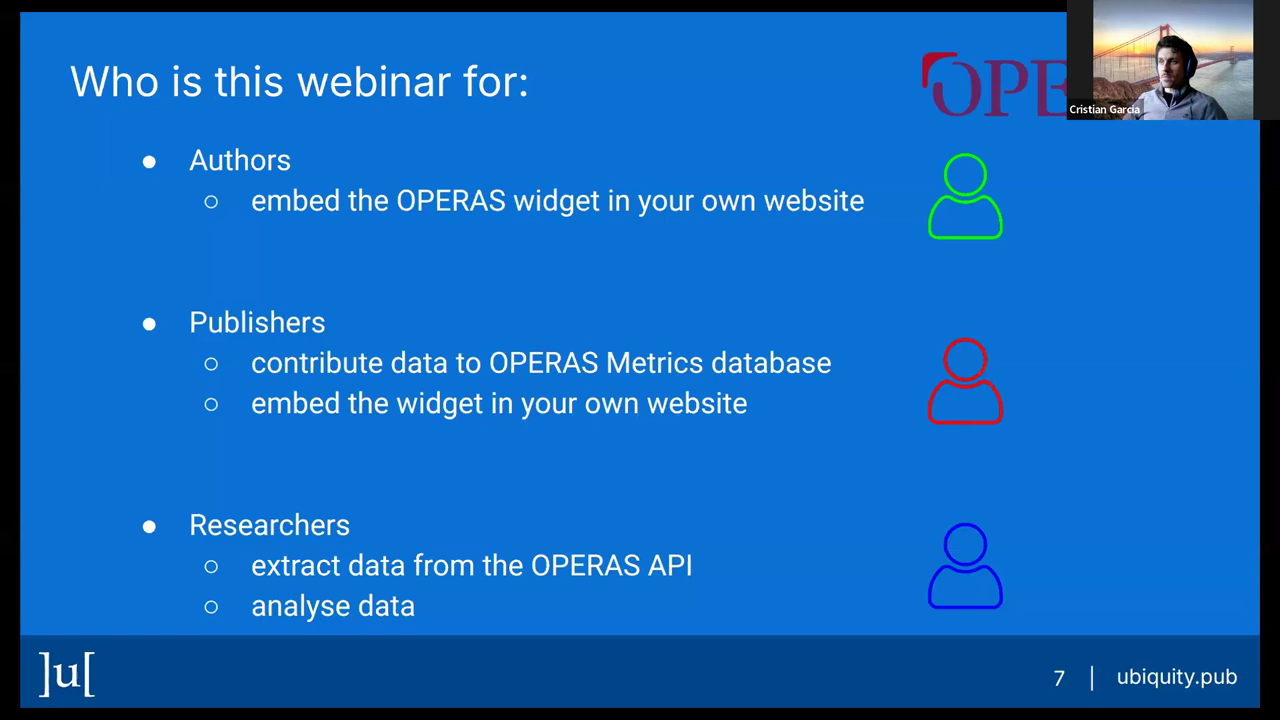 Who is this webinar for:
OPE
Cristian Garcia
● Authors
○ embed the OPERAS widget in your own website
● Publishers
○ contribute data to OPERAS Metrics database
○ embed the widget in your own website
● Researchers
○ extract data from the OPERAS API
○ analyse data
]u[
7 | ubiquity.pub